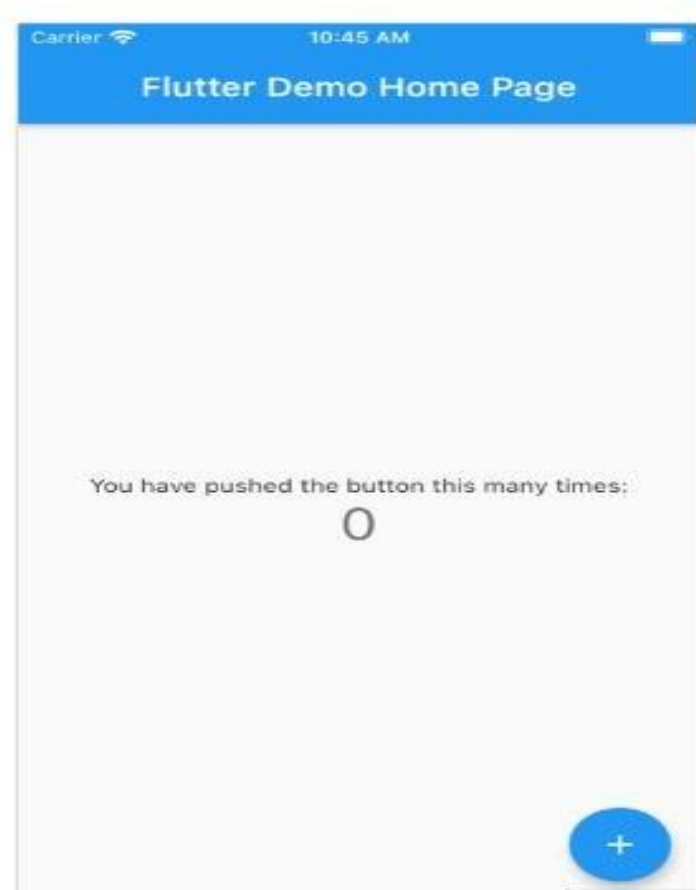 Carrier 10:45 AM
Flutter Demo Home Page
You have pushed the button this many times:
0
+